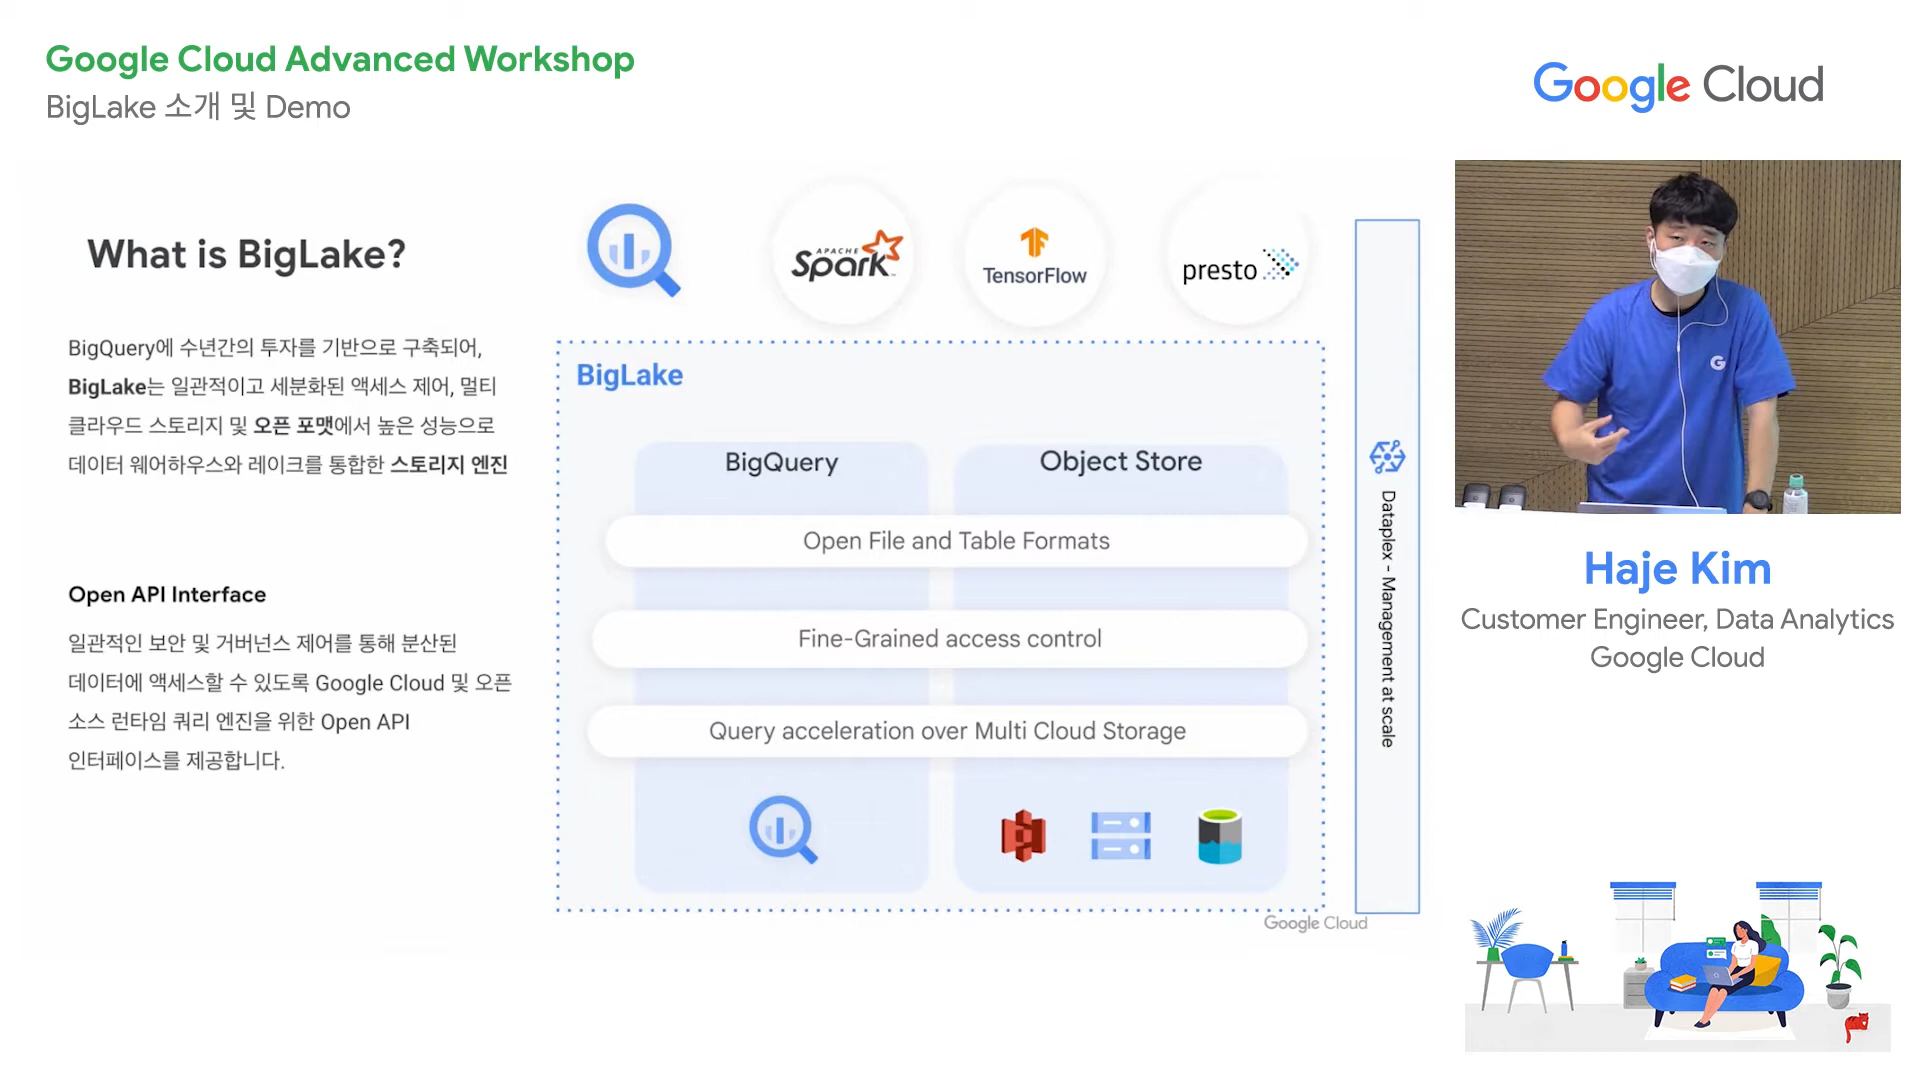 Google Cloud Advanced Workshop
BigLake 소개 및 Demo
Google Cloud
What is BigLake?
BigQuery에 수년간의 투자를 기반으로 구축되어,
BigLake는 일관적이고 세분화된 액세스 제어, 멀티
클라우드 스토리지 및 오픈 포맷에서 높은 성능으로
데이터 웨어하우스와 레이크를 통합한 스토리지 엔진
Open API Interface
일관적인 보안 및 거버넌스 제어를 통해 분산된
데이터에 액세스할 수 있도록 Google Cloud 및 오픈
소스 런타임 쿼리 엔진을 위한 Open API
인터페이스를 제공합니다.
APACHE
Spark™
TensorFlow
presto
BigLake
BigQuery
Object Store
Open File and Table Formats
Fine-Grained access control
Query acceleration over Multi Cloud Storage
Dataplex - Management at scale
Google Cloud
G
Haje Kim
Customer Engineer, Data Analytics
Google Cloud